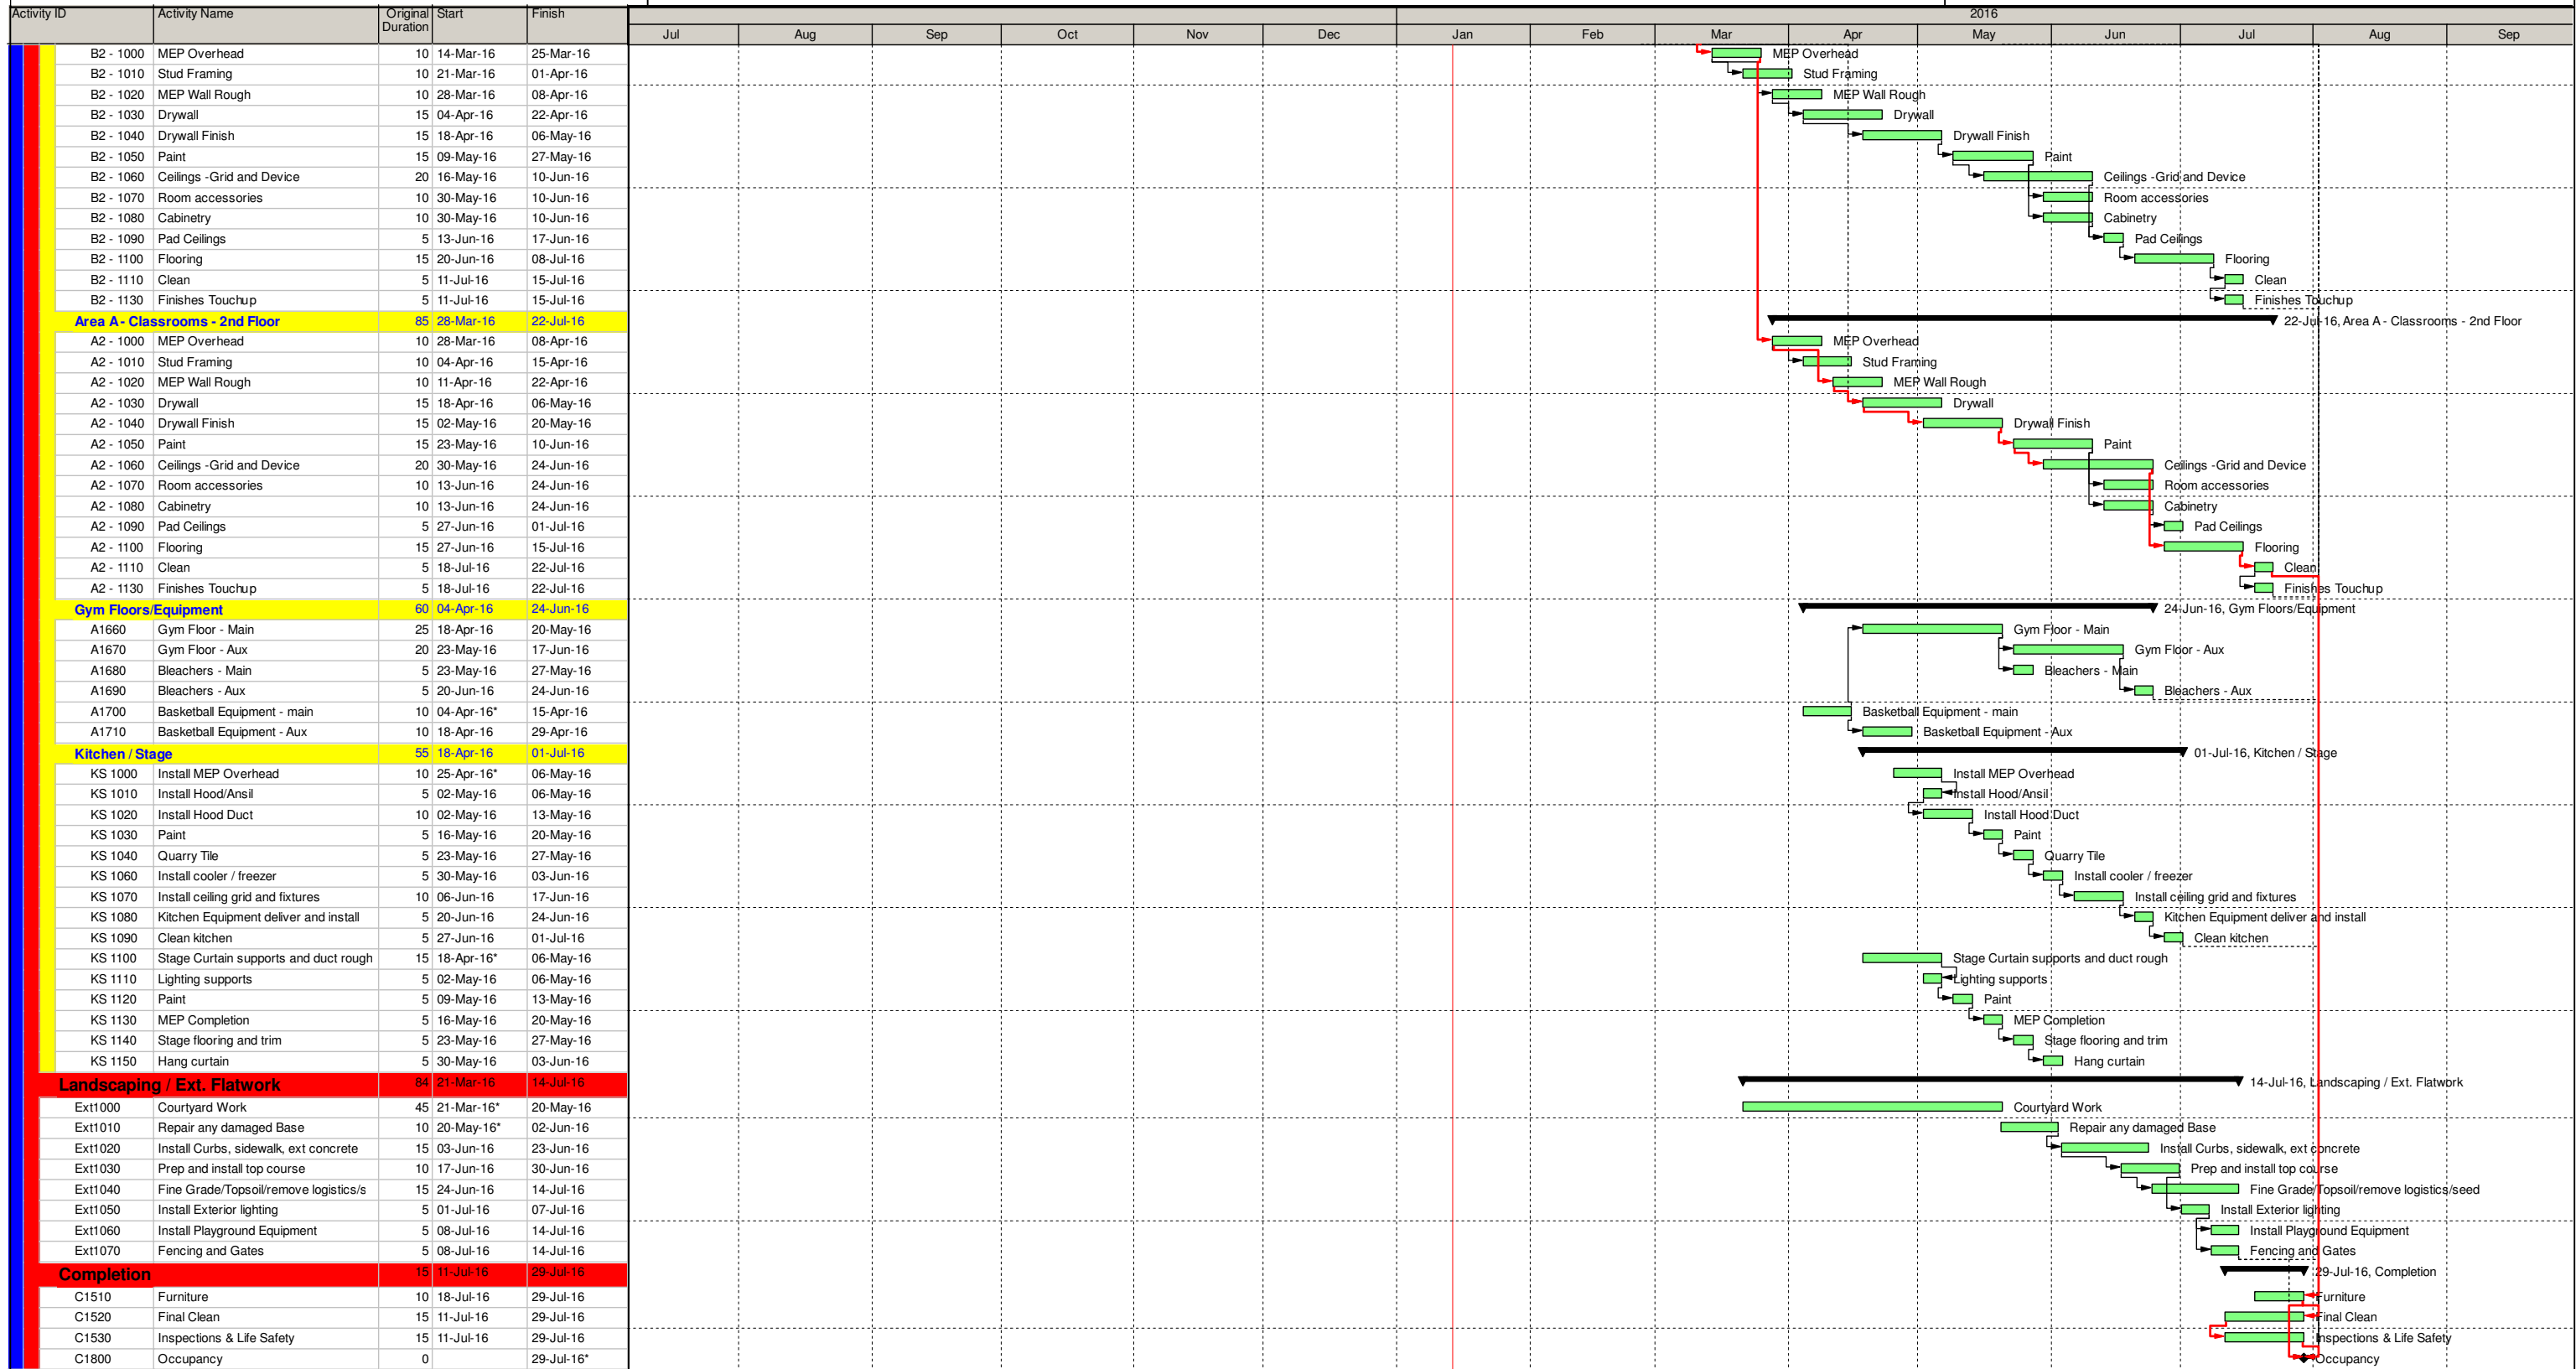 Activity ID Activity Name Original Duration Start Finish 2016
Jul Aug Sep Oct Nov Dec Jan Feb Mar Apr May Jun Jul Aug Sep
B2 - 1000 MEP Overhead 10 14-Mar-16 25-Mar-16 MEP Overhead
B2 - 1010 Stud Framing 10 21-Mar-16 01-Apr-16 Stud Framing
B2 - 1020 MEP Wall Rough 10 28-Mar-16 08-Apr-16 MEP Wall Rough
B2 - 1030 Drywall 15 04-Apr-16 22-Apr-16 Drywall
B2 - 1040 Drywall Finish 15 18-Apr-16 06-May-16 Drywall Finish
B2 - 1050 Paint 15 09-May-16 27-May-16 Paint
B2 - 1060 Ceilings -Grid and Device 20 16-May-16 10-Jun-16 Ceilings -Grid and Device
B2 - 1070 Room accessories 10 30-May-16 10-Jun-16 Room accessories
B2 - 1080 Cabinetry 10 30-May-16 10-Jun-16 Cabinetry
B2 - 1090 Pad Ceilings 5 13-Jun-16 17-Jun-16 Pad Ceilings
B2 - 1100 Flooring 15 20-Jun-16 08-Jul-16 Flooring
B2 - 1110 Clean 5 11-Jul-16 15-Jul-16 Clean
B2 - 1130 Finishes Touchup 5 11-Jul-16 15-Jul-16 Finishes Touchup
Area A - Classrooms - 2nd Floor 85 28-Mar-16 22-Jul-16 22-Jul-16, Area A - Classrooms - 2nd Floor
A2 - 1000 MEP Overhead 10 28-Mar-16 08-Apr-16 MEP Overhead
A2 - 1010 Stud Framing 10 04-Apr-16 15-Apr-16 Stud Framing
A2 - 1020 MEP Wall Rough 10 11-Apr-16 22-Apr-16 MEP Wall Rough
A2 - 1030 Drywall 15 18-Apr-16 06-May-16 Drywall
A2 - 1040 Drywall Finish 15 02-May-16 20-May-16 Drywall Finish
A2 - 1050 Paint 15 23-May-16 10-Jun-16 Paint
A2 - 1060 Ceilings -Grid and Device 20 30-May-16 24-Jun-16 Ceilings -Grid and Device
A2 - 1070 Room accessories 10 13-Jun-16 24-Jun-16 Room accessories
A2 - 1080 Cabinetry 10 13-Jun-16 24-Jun-16 Cabinetry
A2 - 1090 Pad Ceilings 5 27-Jun-16 01-Jul-16 Pad Ceilings
A2 - 1100 Flooring 15 27-Jun-16 15-Jul-16 Flooring
A2 - 1110 Clean 5 18-Jul-16 22-Jul-16 Clean
A2 - 1130 Finishes Touchup 5 18-Jul-16 22-Jul-16 Finishes Touchup
Gym Floors/Equipment 60 04-Apr-16 24-Jun-16 24-Jun-16, Gym Floors/Equipment
A1660 Gym Floor - Main 25 18-Apr-16 20-May-16 Gym Floor - Main
A1670 Gym Floor - Aux 20 23-May-16 17-Jun-16 Gym Floor - Aux
A1680 Bleachers - Main 5 23-May-16 27-May-16 Bleachers - Main
A1690 Bleachers - Aux 5 20-Jun-16 24-Jun-16 Bleachers - Aux
A1700 Basketball Equipment - main 10 04-Apr-16* 15-Apr-16 Basketball Equipment - main
A1710 Basketball Equipment - Aux 10 18-Apr-16 29-Apr-16 Basketball Equipment - Aux
Kitchen / Stage 55 18-Apr-16 01-Jul-16 01-Jul-16, Kitchen / Stage
KS 1000 Install MEP Overhead 10 25-Apr-16* 06-May-16 Install MEP Overhead
KS 1010 Install Hood/Ansil 5 02-May-16 06-May-16 Install Hood/Ansil
KS 1020 Install Hood Duct 10 02-May-16 13-May-16 Install Hood Duct
KS 1030 Paint 5 16-May-16 20-May-16 Paint
KS 1040 Quarry Tile 5 23-May-16 27-May-16 Quarry Tile
KS 1060 Install cooler / freezer 5 30-May-16 03-Jun-16 Install cooler / freezer
KS 1070 Install ceiling grid and fixtures 10 06-Jun-16 17-Jun-16 Install ceiling grid and fixtures
KS 1080 Kitchen Equipment deliver and install 5 20-Jun-16 24-Jun-16 Kitchen Equipment deliver and install
KS 1090 Clean kitchen 5 27-Jun-16 01-Jul-16 Clean kitchen
KS 1100 Stage Curtain supports and duct rough 15 18-Apr-16* 06-May-16 Stage Curtain supports and duct rough
KS 1110 Lighting supports 5 02-May-16 06-May-16 Lighting supports
KS 1120 Paint 5 09-May-16 13-May-16 Paint
KS 1130 MEP Completion 5 16-May-16 20-May-16 MEP Completion
KS 1140 Stage flooring and trim 5 23-May-16 27-May-16 Stage flooring and trim
KS 1150 Hang curtain 5 30-May-16 03-Jun-16 Hang curtain
Landscaping / Ext. Flatwork 84 21-Mar-16 14-Jul-16 14-Jul-16, Landscaping / Ext. Flatwork
Ext1000 Courtyard Work 45 21-Mar-16* 20-May-16 Courtyard Work
Ext1010 Repair any damaged Base 10 20-May-16* 02-Jun-16 Repair any damaged Base
Ext1020 Install Curbs, sidewalk, ext concrete 15 03-Jun-16 23-Jun-16 Install Curbs, sidewalk, ext concrete
Ext1030 Prep and install top course 10 17-Jun-16 30-Jun-16 Prep and install top course
Ext1040 Fine Grade/Topsoil/remove logistics/s 15 24-Jun-16 14-Jul-16 Fine Grade/Topsoil/remove logistics/seed
Ext1050 Install Exterior lighting 5 01-Jul-16 07-Jul-16 Install Exterior lighting
Ext1060 Install Playground Equipment 5 08-Jul-16 14-Jul-16 Install Playground Equipment
Ext1070 Fencing and Gates 5 08-Jul-16 14-Jul-16 Fencing and Gates
Completion 15 11-Jul-16 29-Jul-16 29-Jul-16, Completion
C1510 Furniture 10 18-Jul-16 29-Jul-16 Furniture
C1520 Final Clean 15 11-Jul-16 29-Jul-16 Final Clean
C1530 Inspections & Life Safety 15 11-Jul-16 29-Jul-16 Inspections & Life Safety
C1800 Occupancy 0 29-Jul-16* Occupancy